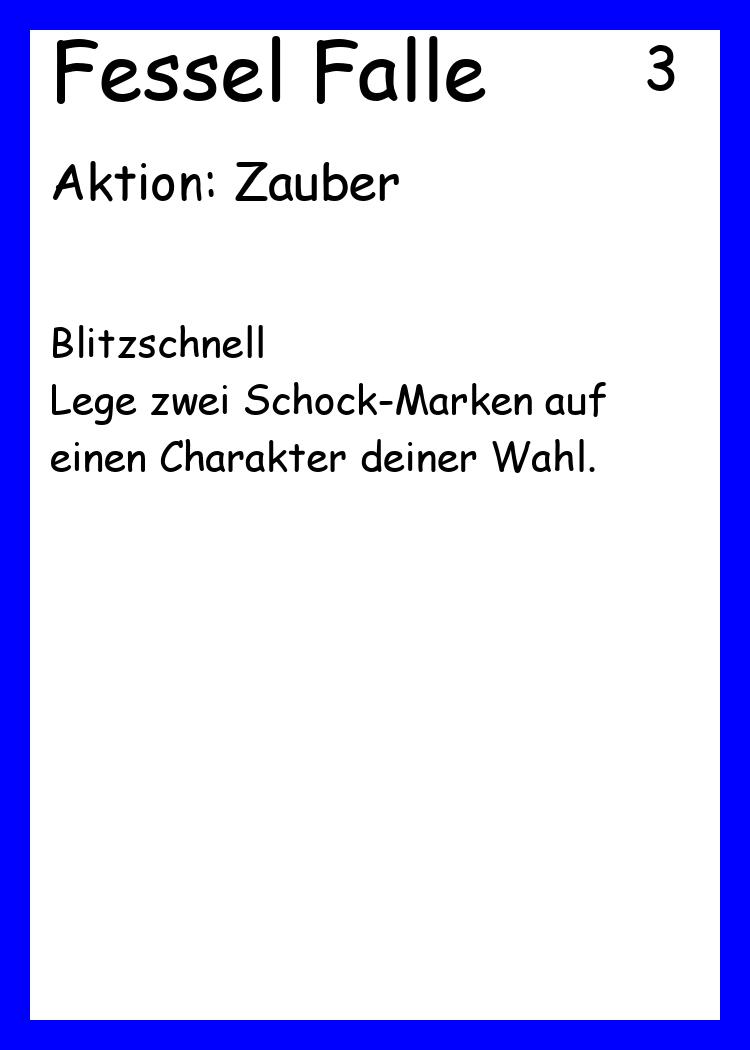 Fessel Falle 3
Aktion: Zauber
Blitzschnell
Lege zwei Schock-Marken auf
einen Charakter deiner Wahl.